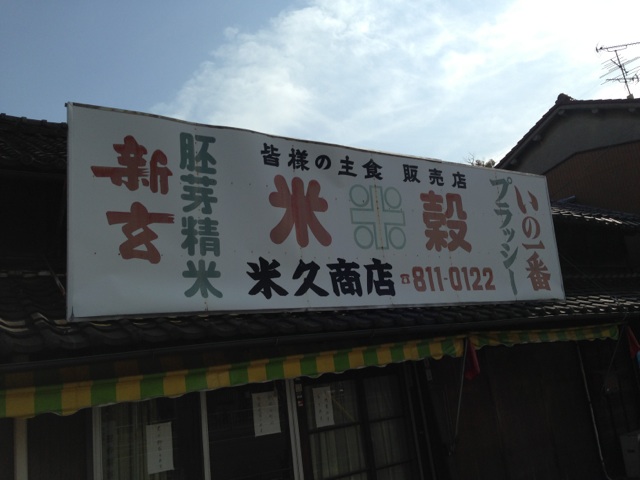 新玄
胚芽精米
皆様の主食 販売店
米穀
米久商店
☎811-0122
プラッシー
いの一番